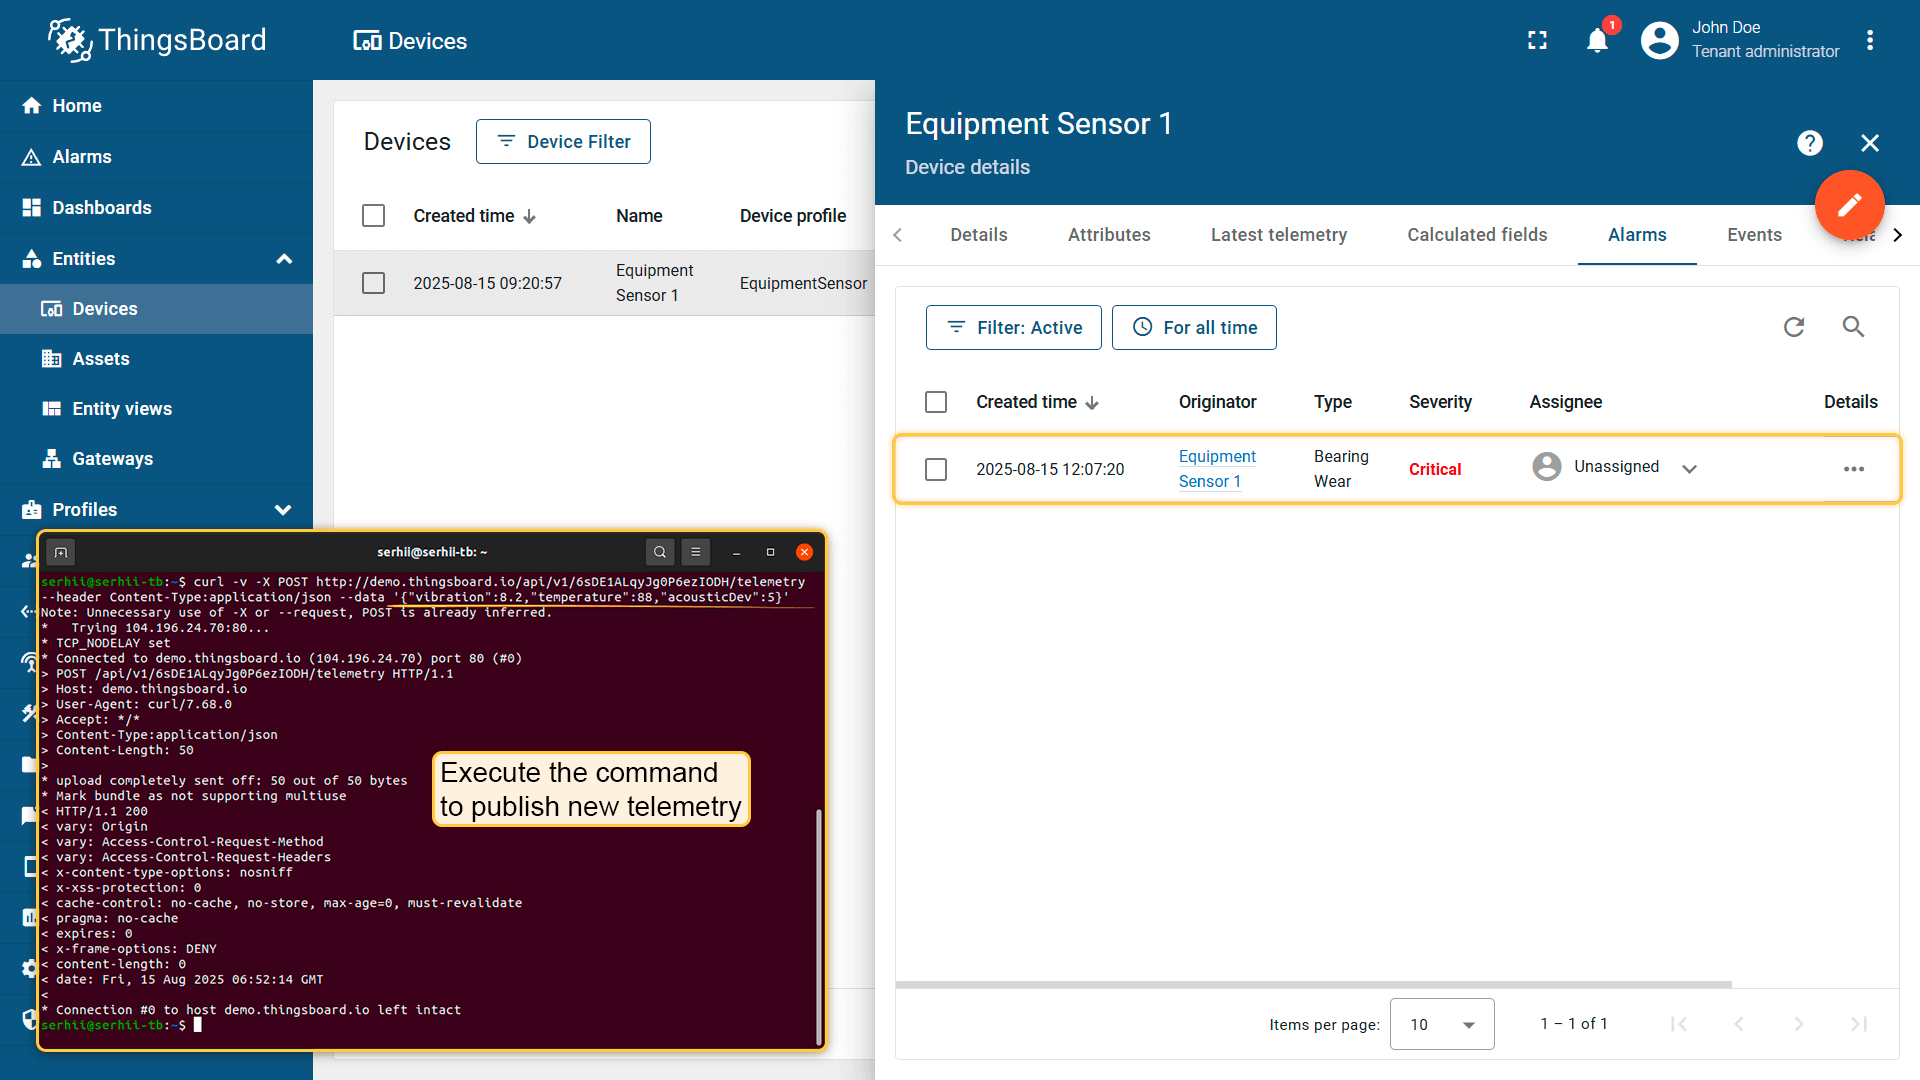 ThingsBoard
Devices
1
John Doe
Tenant administrator
Home
Alarms
Dashboards
Entities
Devices
Assets
Entity views
Gateways
Profiles
Devices
Device Filter
Created time
Name
Device profile
2025-08-15 09:20:57
Equipment
Sensor 1
EquipmentSensor
Equipment Sensor 1
Device details
?
Details
Attributes
Latest telemetry
Calculated fields
Alarms
Events
Filter: Active
For all time
Created time
Originator
Type
Severity
Assignee
Details
2025-08-15 12:07:20
Equipment
Sensor 1
Bearing
Wear
Critical
Unassigned
Items per page:
10
1 – 1 of 1
serhii@serhii-tb: ~
serhii@serhii-tb:~$ curl -v -X POST http://demo.thingsboard.io/api/v1/6sDE1ALqyJg0P6ezIODH/telemetry
--header Content-Type:application/json --data '{"vibration":8.2,"temperature":88,"acousticDev":5}'
Note: Unnecessary use of -X or --request, POST is already inferred.
*   Trying 104.196.24.70:80...
* TCP_NODELAY set
* Connected to demo.thingsboard.io (104.196.24.70) port 80 (#0)
> POST /api/v1/6sDE1ALqyJg0P6ezIODH/telemetry HTTP/1.1
> Host: demo.thingsboard.io
> User-Agent: curl/7.68.0
> Accept: */*
> Content-Type:application/json
> Content-Length: 50
>
* upload completely sent off: 50 out of 50 bytes
* Mark bundle as not supporting multiuse
< HTTP/1.1 200
< vary: Origin
< vary: Access-Control-Request-Method
< vary: Access-Control-Request-Headers
< x-content-type-options: nosniff
< x-xss-protection: 0
< cache-control: no-cache, no-store, max-age=0, must-revalidate
< pragma: no-cache
< expires: 0
< x-frame-options: DENY
< content-length: 0
< date: Fri, 15 Aug 2025 06:52:14 GMT
<
* Connection #0 to host demo.thingsboard.io left intact
serhii@serhii-tb:~$
Execute the command
to publish new telemetry